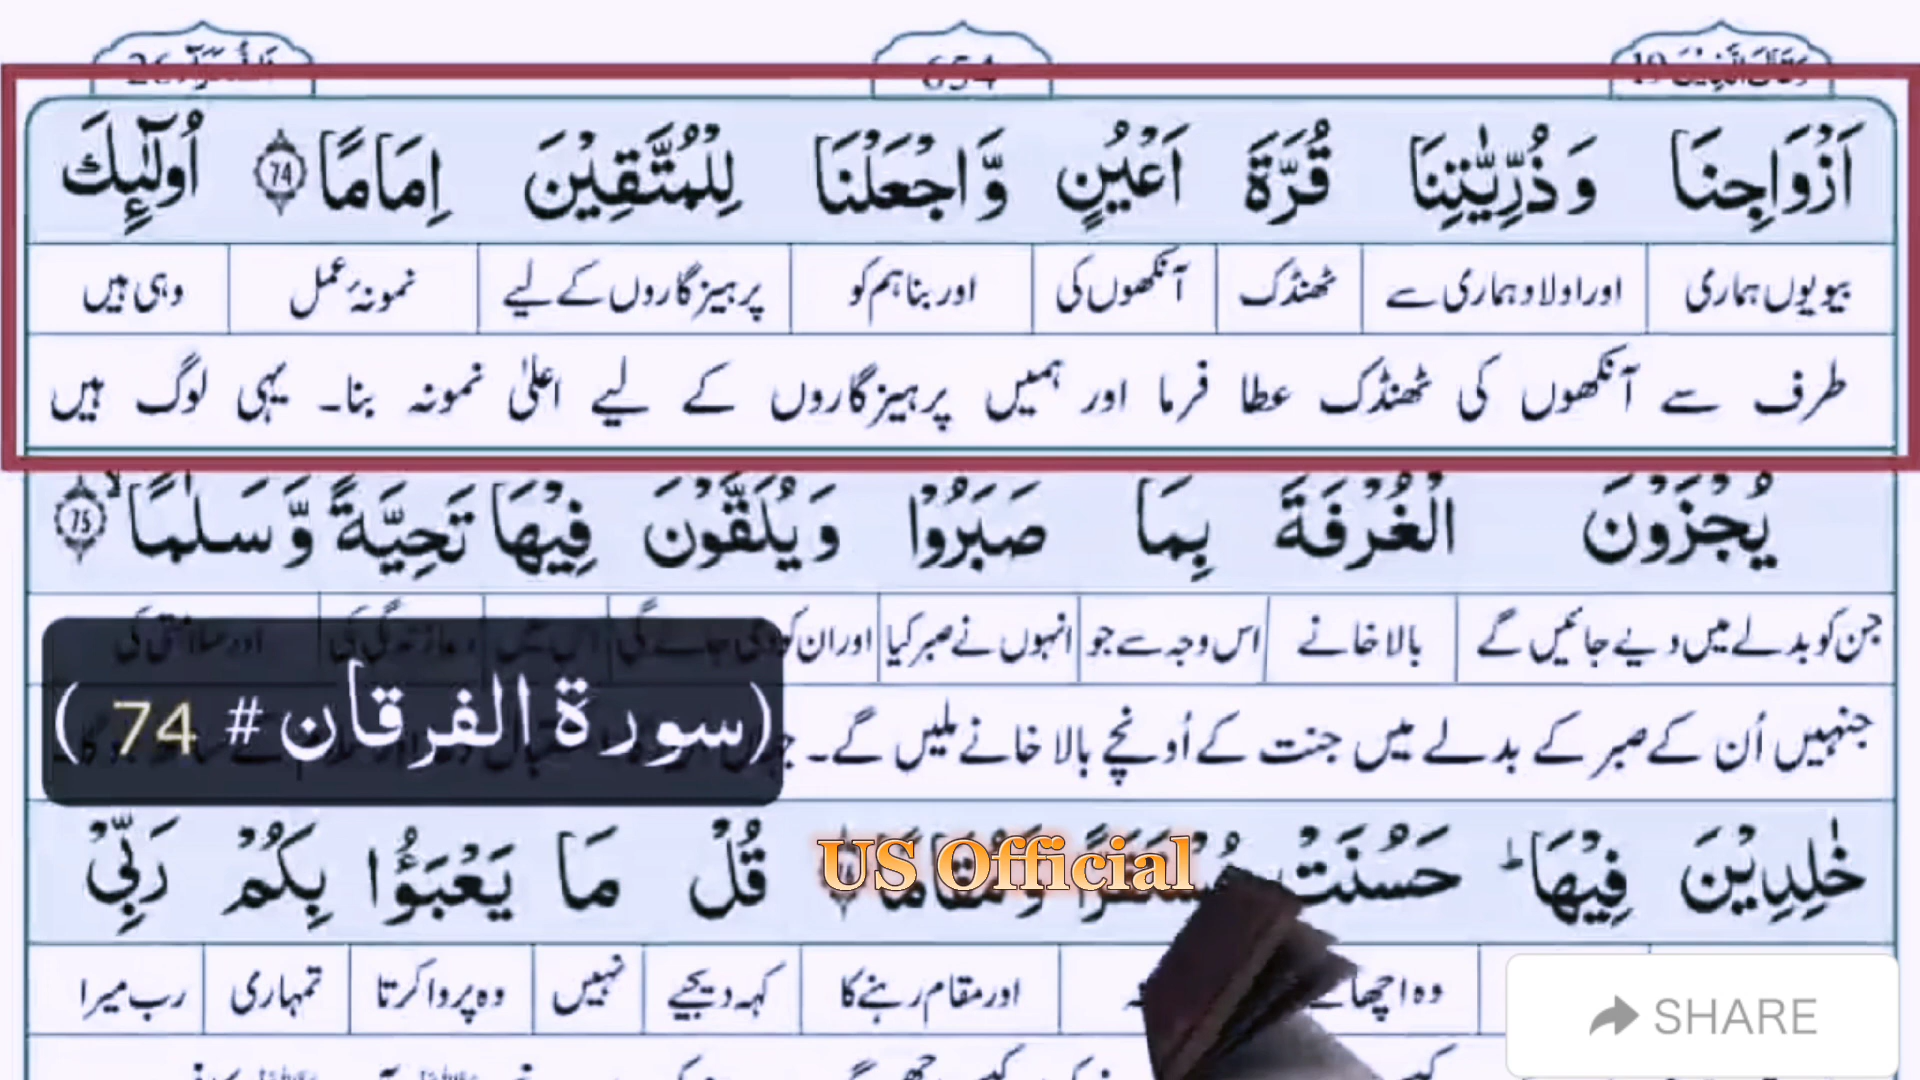 654
اَزْوَاجِنَا وَذُرِّيّٰتِنَا قُرَّةَ اَعْيُنٍ وَّاجْعَلْنَا لِلْمُتَّقِيْنَ اِمَامًا 74 اُولٰٓئِكَ
بیویوں ہماری اور اولاد ہماری سے ٹھنڈک آنکھوں کی اور بنا ہم کو پرہیزگاروں کے لیے نمونۂ عمل وہی ہیں
طرف سے آنکھوں کی ٹھنڈک عطا فرما اور ہمیں پرہیزگاروں کے لیے اعلیٰ نمونہ بنا۔ یہی لوگ ہیں
يُجْزَوْنَ الْغُرْفَةَ بِمَا صَبَرُوْا وَيُلَقَّوْنَ فِيْهَا تَحِيَّةً وَّسَلٰمًا 75
جن کو بدلے میں دیے جائیں گے بالا خانے اس وجہ سے جو انہوں نے صبر کیا اور ان کو
جنہیں اُن کے صبر کے بدلے میں جنت کے اُونچے بالا خانے ملیں گے۔
(سورة الفرقان # 74)
خٰلِدِيْنَ فِيْهَا حَسُنَتْ قُلْ مَا يَعْبَؤُا بِكُمْ رَبِّيْ
US Official
وہ اچھا اور مقام رہنے کا کہہ دیجیے نہیں وہ پروا کرتا تمہاری رب میرا
SHARE